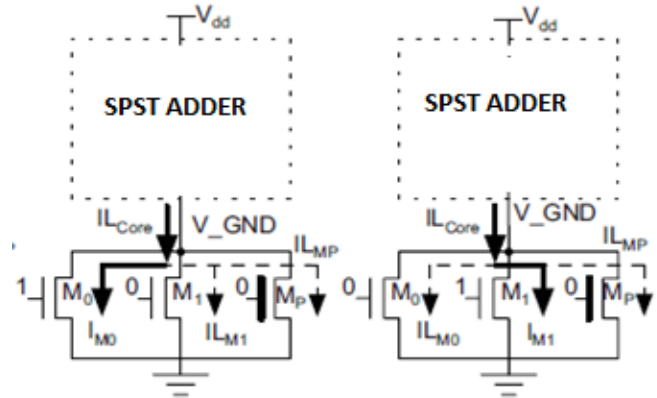 Vdd
SPST ADDER
ILCore
V_GND
ILMP
1
M0
0
M1
0
MP
IM0
ILM1
Vdd
SPST ADDER
ILCore
V_GND
ILMP
0
M0
1
M1
0
MP
ILM0
IM1